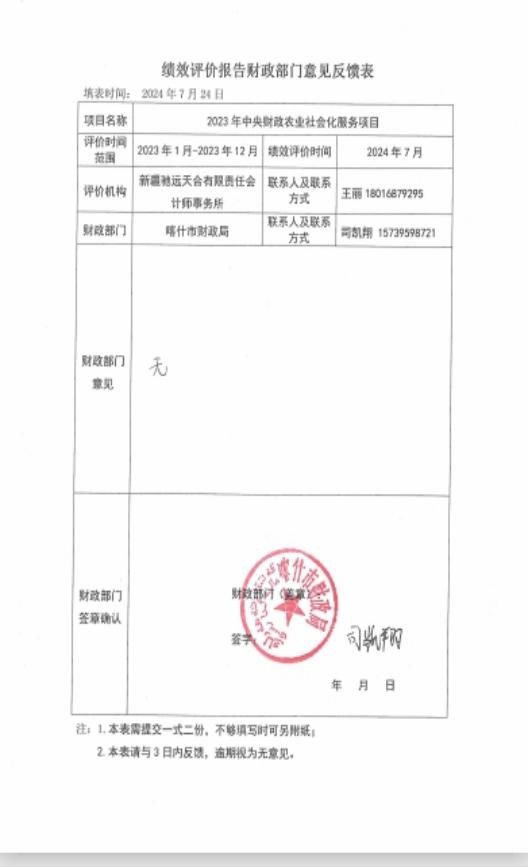 绩效评价报告财政部门意见反馈表
填表时间： 2024年7月24日
项目名称 2023年中央财政农业社会化服务项目
评价时间范围 2023年1月-2023年12月 绩效评价时间 2024年7月
评价机构 新疆驰远天合有限责任会计师事务所 联系人及联系方式 王丽 18016879295
财政部门 喀什市财政局 联系人及联系方式 司凯翔 15739598721
财政部门意见 无
财政部门签章确认
财政部门（盖章）：
喀什市财政局
签字： 司凯翔
年 月 日
注：1.本表需提交一式二份，不够填写时可另附纸；
2.本表请与3日内反馈，逾期视为无意见。